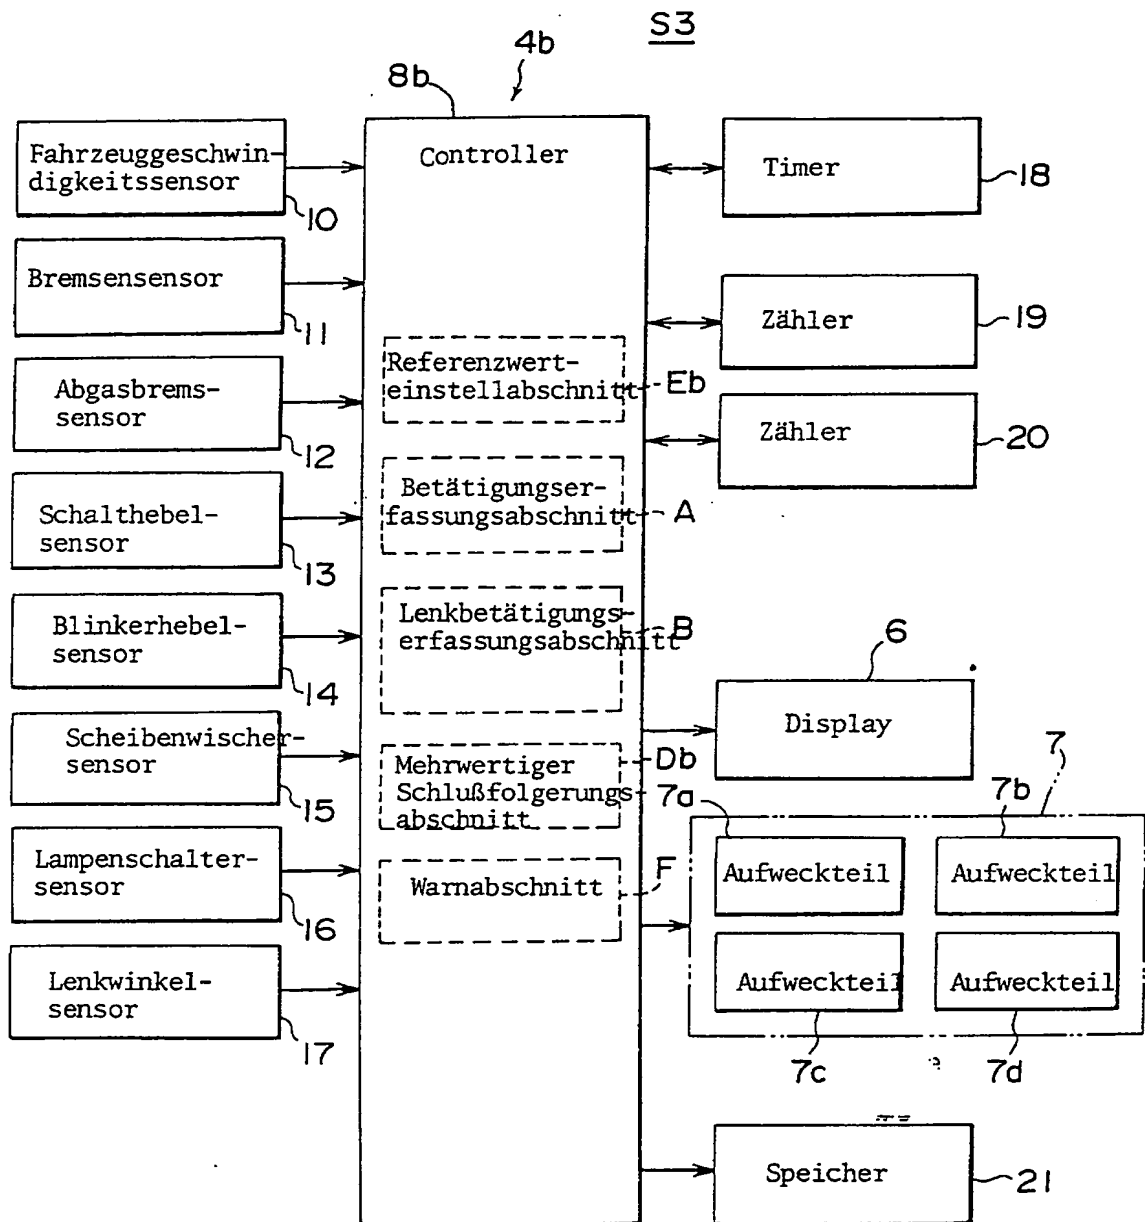 S3
4b
8b
Fahrzeuggeschwin-
digkeitssensor
10
Bremsensensor
11
Abgasbrems-
sensor
12
Schalthebel-
sensor
13
Blinkerhebel-
sensor
14
Scheibenwischer-
sensor
15
Lampenschalter-
sensor
16
Lenkwinkel-
sensor
17
Controller
Referenzwert-
einstellabschnitt
Eb
Betätigungser-
fassungsabschnitt
A
Lenkbetätigungs-
erfassungsabschnitt
B
Mehrwertiger
Schlußfolgerungs-
abschnitt
Db
Warnabschnitt
F
Timer
18
Zähler
19
Zähler
20
6
Display
7
7a
7b
Aufweckteil
Aufweckteil
Aufweckteil
Aufweckteil
7c
7d
Speicher
21